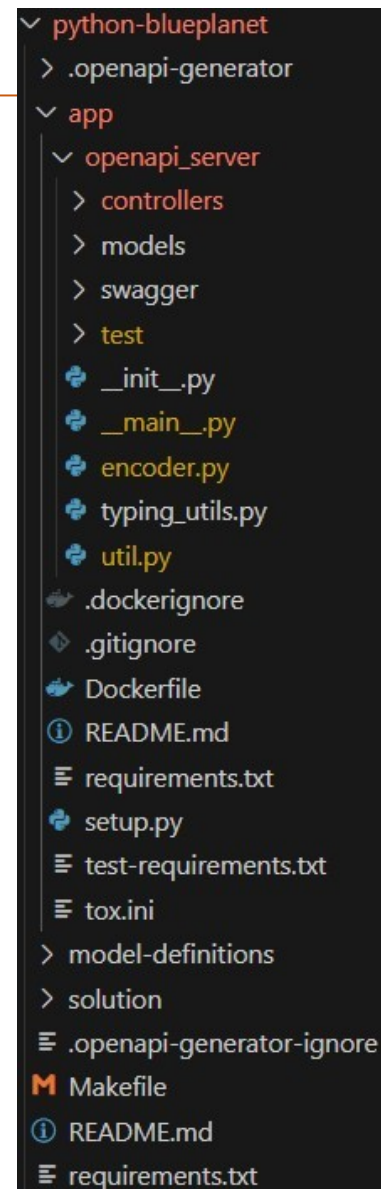 python-blueplanet
.openapi-generator
app
openapi_server
controllers
models
swagger
test
__init__.py
__main__.py
encoder.py
typing_utils.py
util.py
.dockerignore
.gitignore
Dockerfile
README.md
requirements.txt
setup.py
test-requirements.txt
tox.ini
model-definitions
solution
.openapi-generator-ignore
Makefile
README.md
requirements.txt